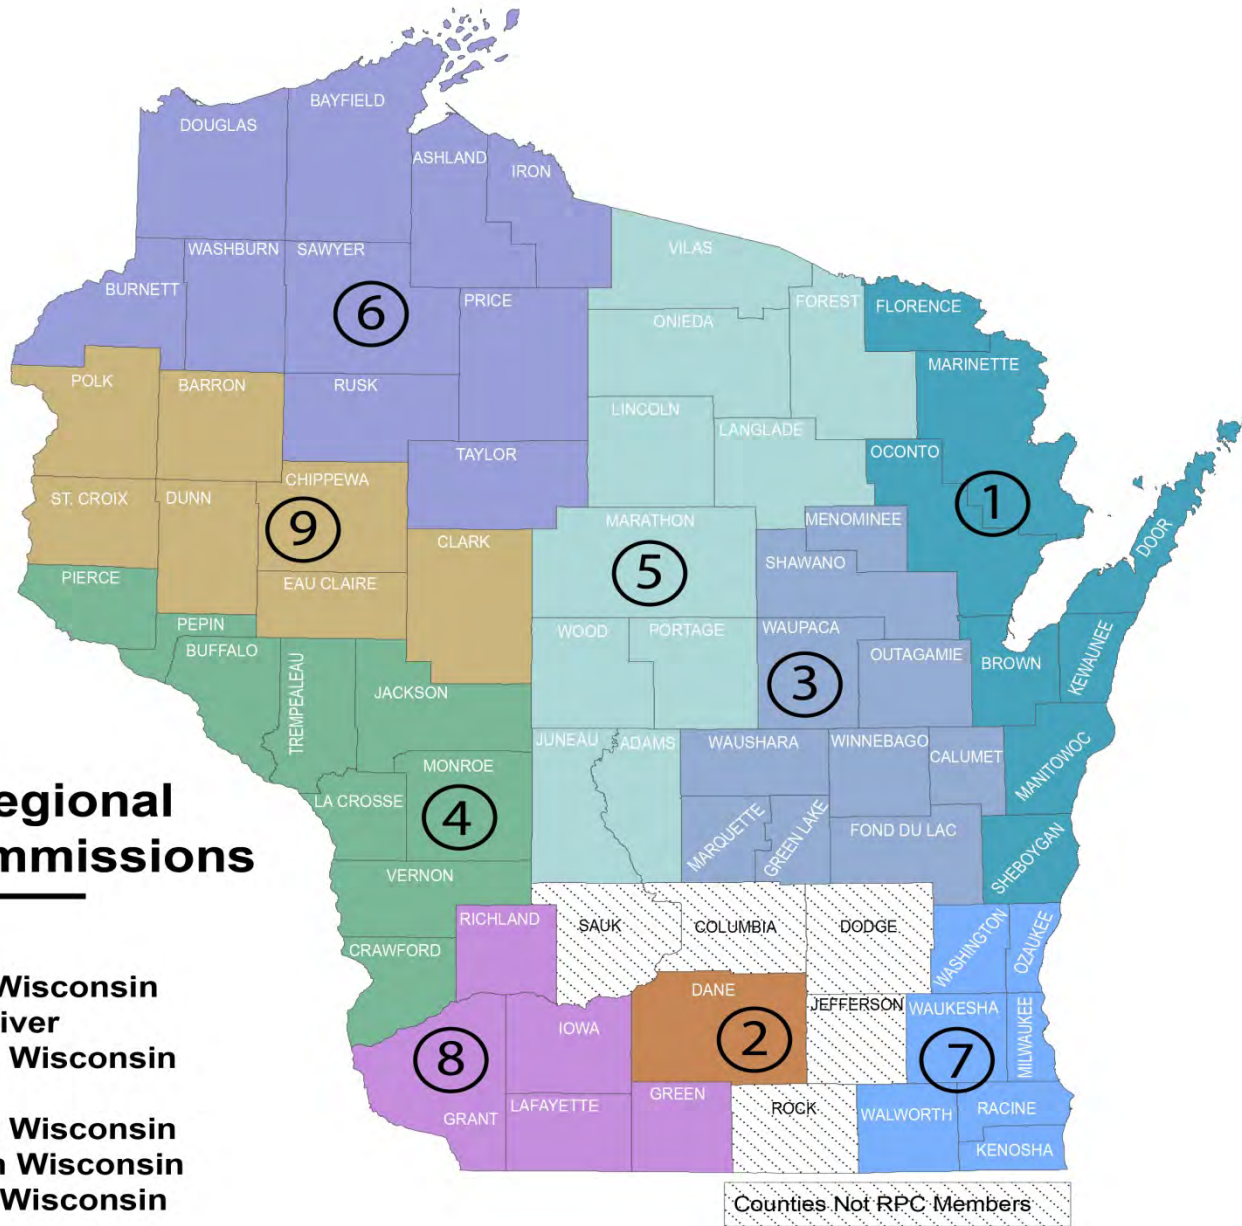 BAYFIELD
DOUGLAS
ASHLAND
IRON
WASHBURN
SAWYER
VILAS
BURNETT
6
PRICE
FOREST
FLORENCE
ONIEDA
MARINETTE
POLK
BARRON
RUSK
LINCOLN
LANGLADE
TAYLOR
OCONTO
CHIPPEWA
ST. CROIX
DUNN
1
9
MARATHON
MENOMINEE
DOOR
CLARK
SHAWANO
5
PIERCE
EAU CLAIRE
PEPIN
WOOD
PORTAGE
WAUPACA
BUFFALO
OUTAGAMIE
BROWN
KEWAUNEE
3
JACKSON
TREMPEALEAU
JUNEAU
ADAMS
WAUSHARA
WINNEBAGO
CALUMET
MANITOWOC
MONROE
egional
LA CROSSE
4
MARQUETTE
GREEN LAKE
FOND DU LAC
mmissions
SHEBOYGAN
VERNON
RICHLAND
SAUK
COLUMBIA
DODGE
WASHINGTON
OZAUKEE
CRAWFORD
Wisconsin
DANE
JEFFERSON
WAUKESHA
MILWAUKEE
iver
IOWA
2
8
7
Wisconsin
GREEN
LAFAYETTE
GRANT
ROCK
WALWORTH
RACINE
Wisconsin
KENOSHA
n Wisconsin
Wisconsin
Counties Not RPC Members